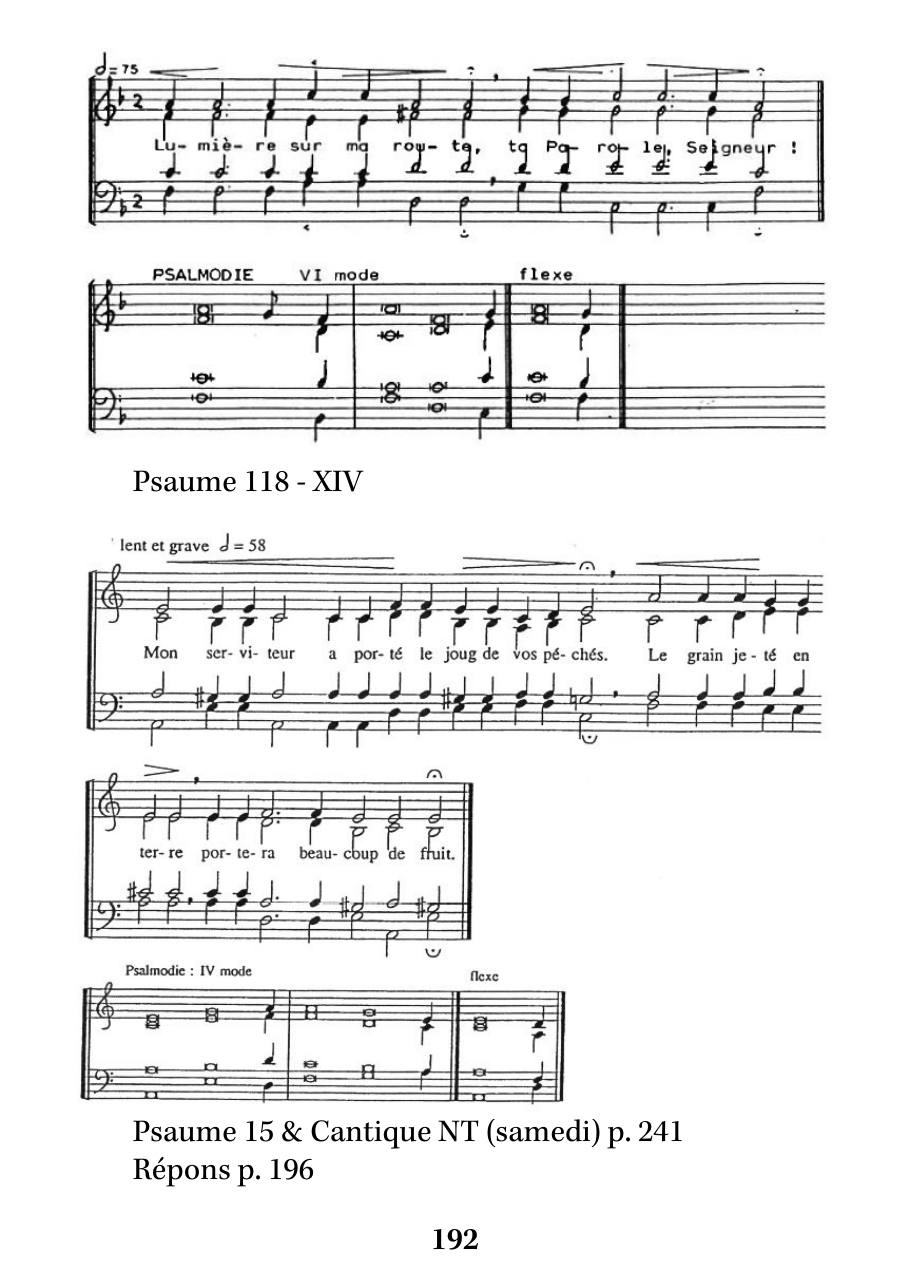 = 75
Lu- miè- re sur ma rou- te, ta Pa- ro- le, Seigneur !
PSALMODIE VI mode flexe
Psaume 118 - XIV
lent et grave = 58
Mon ser- vi- teur a por- té le joug de vos pé- chés. Le grain je - té en
ter- re por- te- ra beau- coup de fruit.
Psalmodie : IV mode flexe
Psaume 15 & Cantique NT (samedi) p. 241
Répons p. 196
192